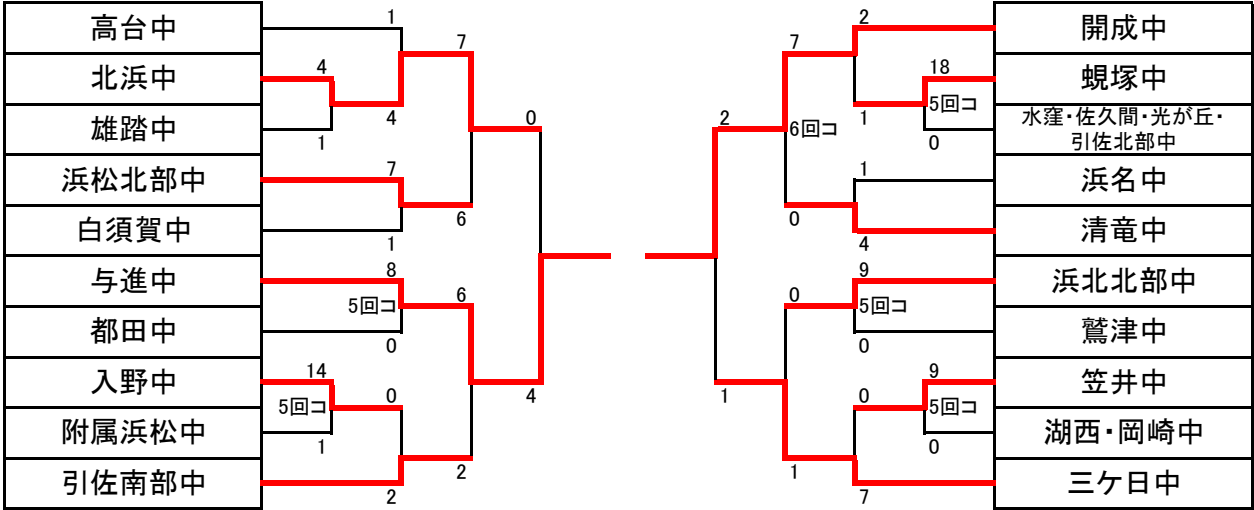 高台中
北浜中
雄踏中
浜松北部中
白須賀中
与進中
都田中
入野中
附属浜松中
引佐南部中
1
4
1
4
7
7
1
6
0
8
5回コ
0
6
14
5回コ
1
0
2
2
4
2
7
18
5回コ
0
1
2
6回コ
1
4
0
9
5回コ
0
0
9
5回コ
0
0
7
1
1
開成中
蜆塚中
水窪・佐久間・光が丘・
引佐北部中
浜名中
清竜中
浜北北部中
鷲津中
笠井中
湖西・岡崎中
三ケ日中